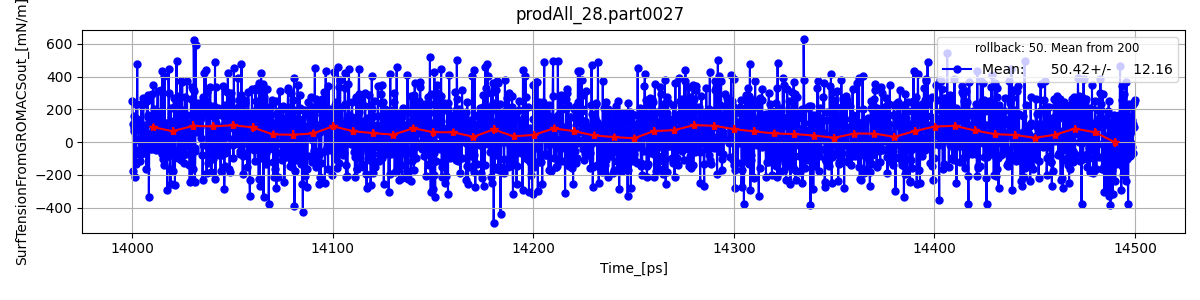 prodAll_28.part0027
SurfTensionFromGROMACSout_[mN/m]
600
400
200
0
−200
−400
rollback: 50. Mean from 200
Mean: 50.42+/- 12.16
14000
14100
14200
14300
14400
14500
Time_[ps]